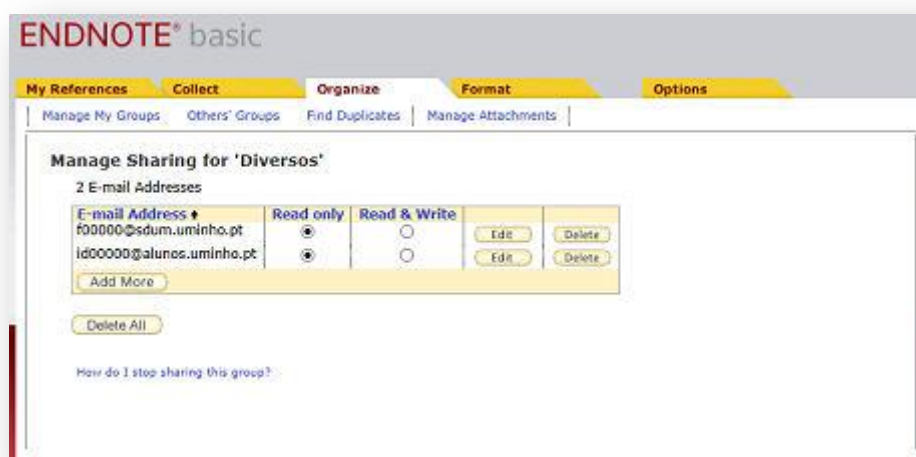 ENDNOTE® basic
My References Collect Organize Format Options
Manage My Groups Others' Groups Find Duplicates Manage Attachments
Manage Sharing for 'Diversos'
2 E-mail Addresses
E-mail Address Read only Read & Write
f00000@sdum.uminho.pt Edit Delete
id00000@alunos.uminho.pt Edit Delete
Add More
Delete All
How do I stop sharing this group?